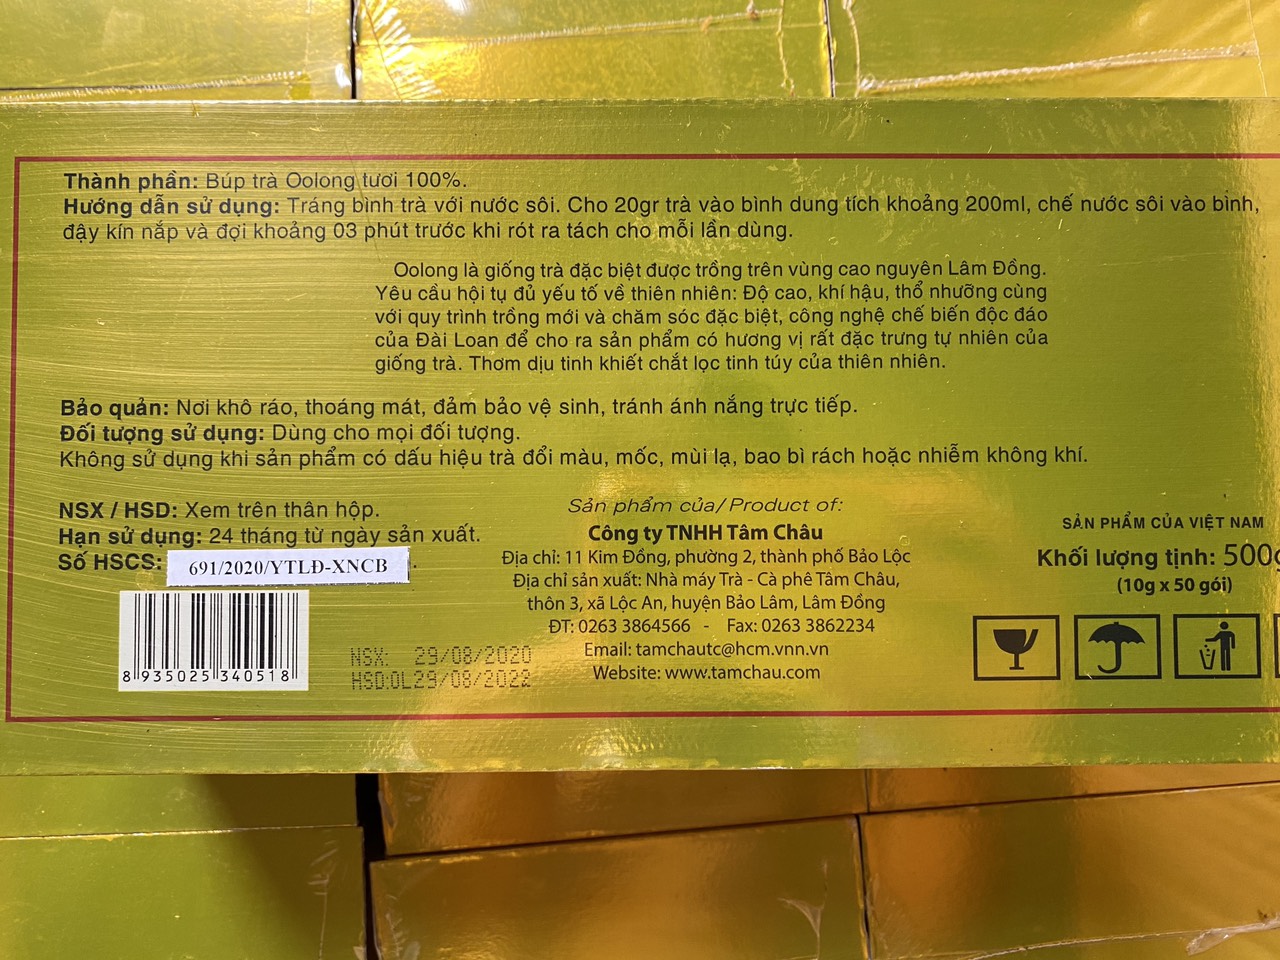 Thành phần: Búp trà Oolong tươi 100%.
Hướng dẫn sử dụng: Tráng bình trà với nước sôi. Cho 20gr trà vào bình dung tích khoảng 200ml, chế nước sôi vào bình,
đậy kín nắp và đợi khoảng 03 phút trước khi rót ra tách cho mỗi lần dùng.
Oolong là giống trà đặc biệt được trồng trên vùng cao nguyên Lâm Đồng.
Yêu cầu hội tụ đủ yếu tố về thiên nhiên: Độ cao, khí hậu, thổ nhưỡng cùng
với quy trình trồng mới và chăm sóc đặc biệt, công nghệ chế biến độc đáo
của Đài Loan để cho ra sản phẩm có hương vị rất đặc trưng tự nhiên của
giống trà. Thơm dịu tinh khiết chắt lọc tinh túy của thiên nhiên.
Bảo quản: Nơi khô ráo, thoáng mát, đảm bảo vệ sinh, tránh ánh nắng trực tiếp.
Đối tượng sử dụng: Dùng cho mọi đối tượng.
Không sử dụng khi sản phẩm có dấu hiệu trà đổi màu, mốc, mùi lạ, bao bì rách hoặc nhiễm không khí.
NSX / HSD: Xem trên thân hộp.
Hạn sử dụng: 24 tháng từ ngày sản xuất.
Số HSCS: 691/2020/YTLĐ-XNCB.
8 935025 340518
NSX: 29/08/2020
HSD:OL29/08/2022
Sản phẩm của/ Product of:
Công ty TNHH Tâm Châu
Địa chỉ: 11 Kim Đồng, phường 2, thành phố Bảo Lộc
Địa chỉ sản xuất: Nhà máy Trà - Cà phê Tâm Châu,
thôn 3, xã Lộc An, huyện Bảo Lâm, Lâm Đồng
ĐT: 0263 3864566 - Fax: 0263 3862234
Email: tamchautc@hcm.vnn.vn
Website: www.tamchau.com
SẢN PHẨM CỦA VIỆT NAM
Khối lượng tịnh: 500g
(10g x 50 gói)